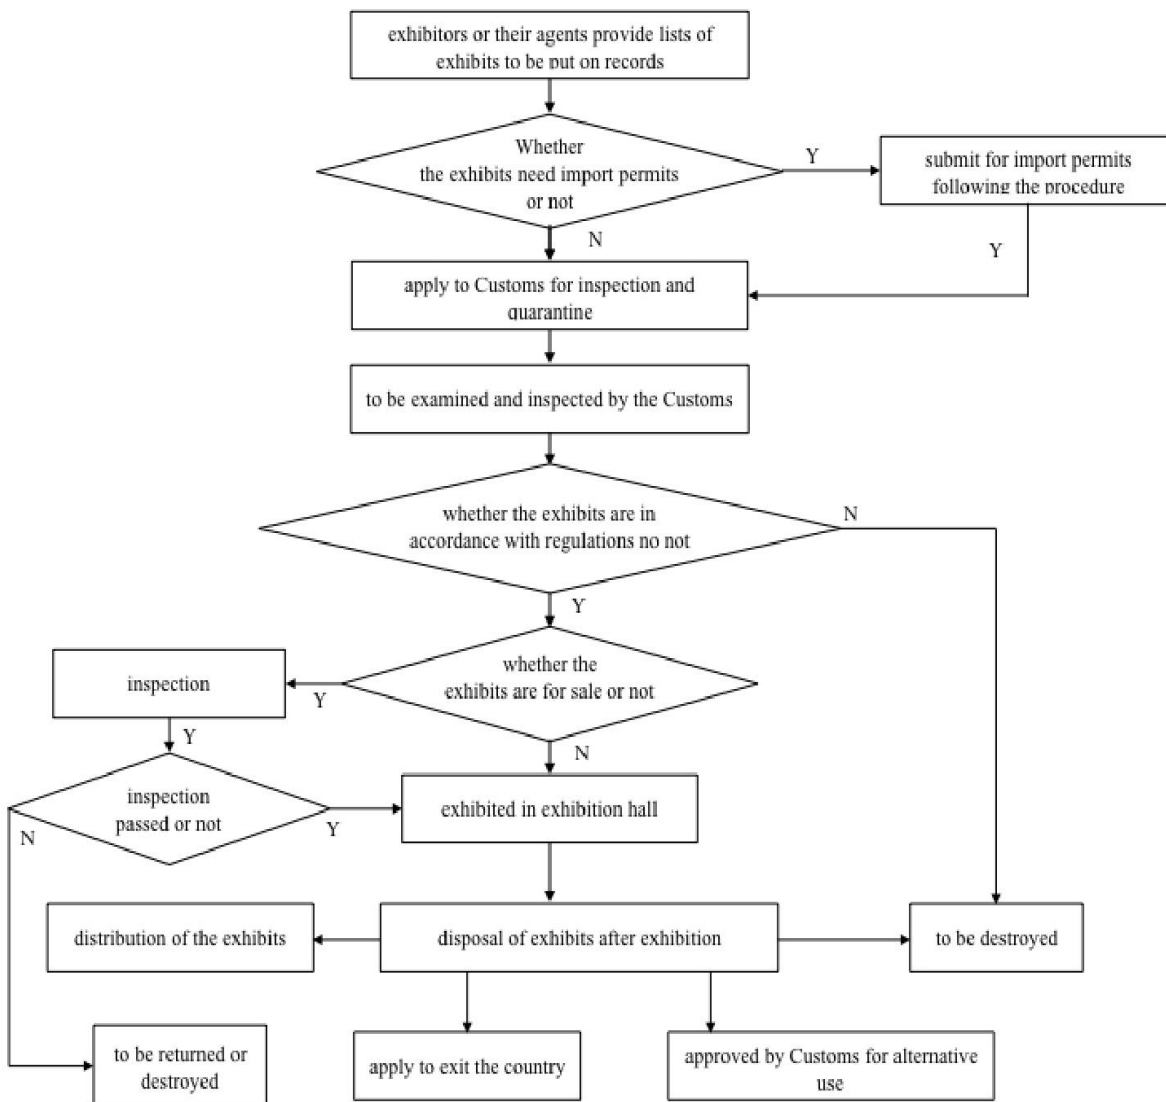 exhibitors or their agents provide lists of
exhibits to be put on records
Whether
the exhibits need import permits
or not
Y
submit for import permits
following the procedure
N
Y
apply to Customs for inspection and
quarantine
to be examined and inspected by the Customs
whether the exhibits are in
accordance with regulations no not
N
Y
whether the
exhibits are for sale or not
inspection
Y
Y
N
inspection
passed or not
exhibited in exhibition hall
N
Y
distribution of the exhibits
disposal of exhibits after exhibition
to be destroyed
to be returned or
destroyed
apply to exit the country
approved by Customs for alternative
use